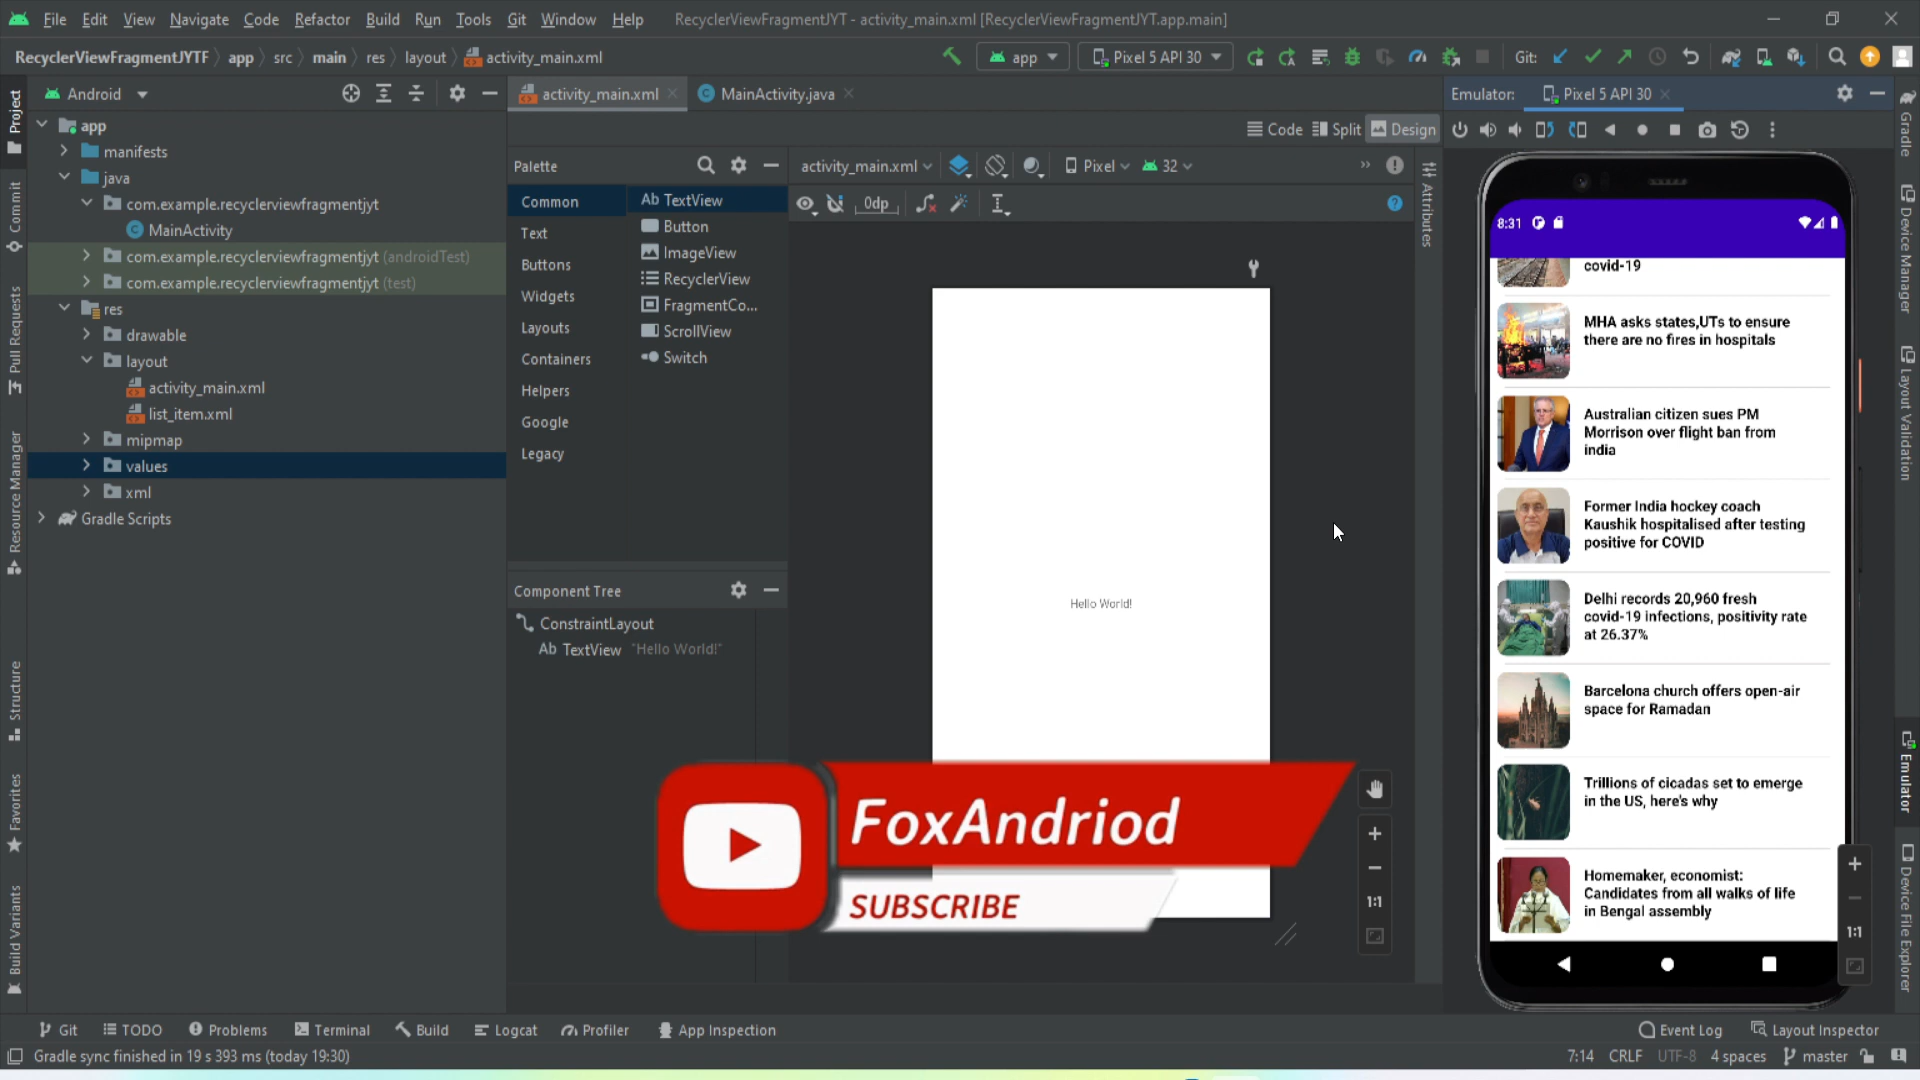 File Edit View Navigate Code Refactor Build Run Tools Git Window Help RecyclerViewFragmentJYT - activity_main.xml [RecyclerViewFragmentJYT.app.main]
RecyclerViewFragmentJYTF app src main res layout activity_main.xml app Pixel 5 API 30 Git:
Project
Commit
Pull Requests
Resource Manager
Structure
Favorites
Build Variants
Android
app
manifests
java
com.example.recyclerviewfragmentjyt
MainActivity
com.example.recyclerviewfragmentjyt (androidTest)
com.example.recyclerviewfragmentjyt (test)
res
drawable
layout
activity_main.xml
list_item.xml
mipmap
values
xml
Gradle Scripts
activity_main.xml MainActivity.java
Code Split Design
Palette
Common
Text
Buttons
Widgets
Layouts
Containers
Helpers
Google
Legacy
Ab TextView
Button
ImageView
RecyclerView
FragmentCo...
ScrollView
Switch
Component Tree
ConstraintLayout
Ab TextView "Hello World!"
activity_main.xml Pixel 32
0dp
Attributes
Hello World!
FoxAndriod
SUBSCRIBE
1:1
Emulator: Pixel 5 API 30
8:31
covid-19
MHA asks states,UTs to ensure
there are no fires in hospitals
Australian citizen sues PM
Morrison over flight ban from
india
Former India hockey coach
Kaushik hospitalised after testing
positive for COVID
Delhi records 20,960 fresh
covid-19 infections, positivity rate
at 26.37%
Barcelona church offers open-air
space for Ramadan
Trillions of cicadas set to emerge
in the US, here's why
Homemaker, economist:
Candidates from all walks of life
in Bengal assembly
1:1
Gradle
Device Manager
Layout Validation
Emulator
Device File Explorer
Git TODO Problems Terminal Build Logcat Profiler App Inspection Event Log Layout Inspector
Gradle sync finished in 19 s 393 ms (today 19:30) 7:14 CRLF UTF-8 4 spaces master